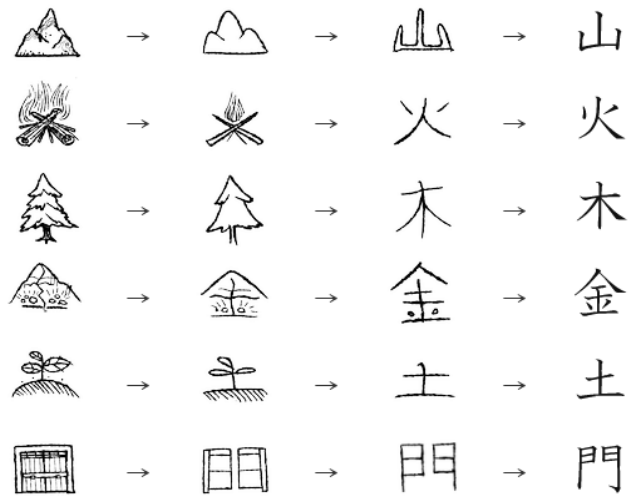 → → → 山
→ → → 火
→ → → 木
→ → → 金
→ → → 土
→ → → 門